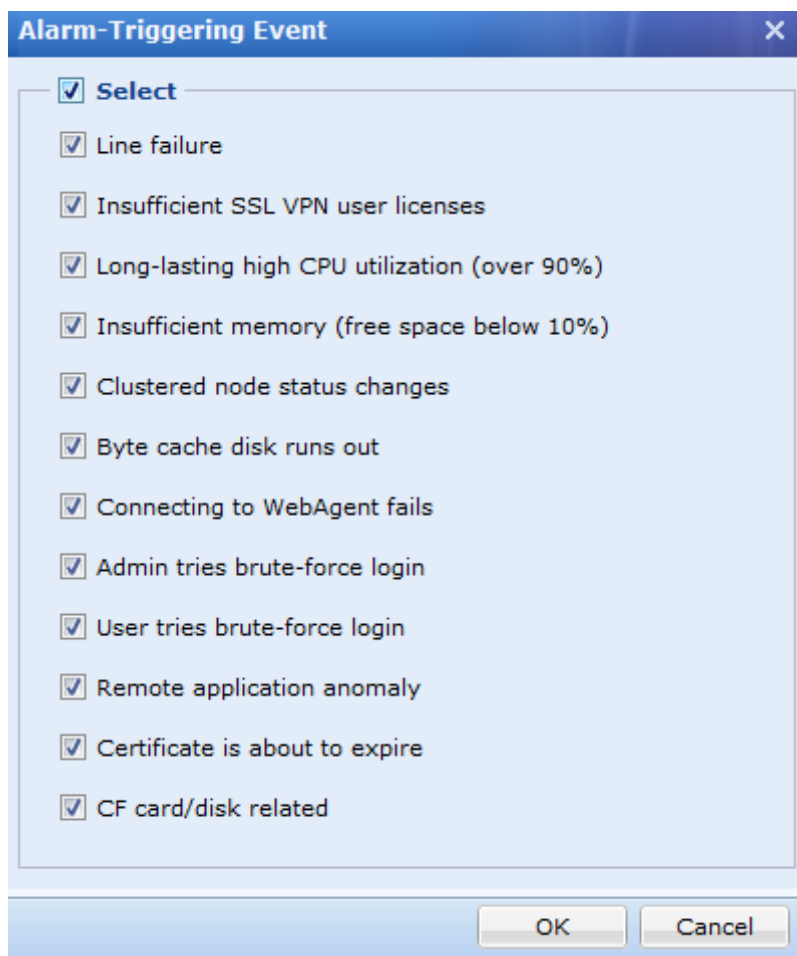 Alarm-Triggering Event
Select
Line failure
Insufficient SSL VPN user licenses
Long-lasting high CPU utilization (over 90%)
Insufficient memory (free space below 10%)
Clustered node status changes
Byte cache disk runs out
Connecting to WebAgent fails
Admin tries brute-force login
User tries brute-force login
Remote application anomaly
Certificate is about to expire
CF card/disk related
OK Cancel